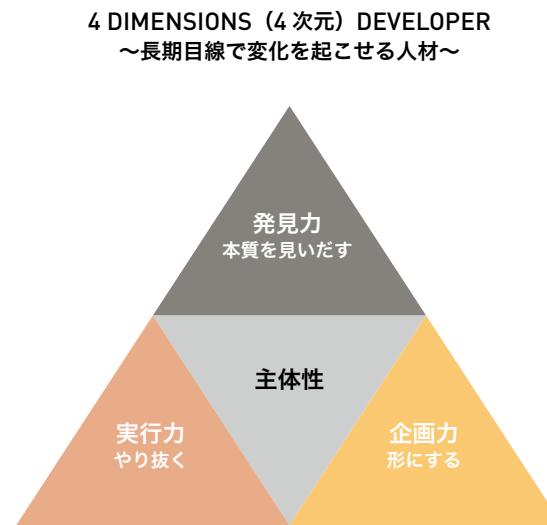 4 DIMENSIONS（4 次元）DEVELOPER
〜長期目線で変化を起こせる人材〜
発見力
本質を見いだす
主体性
実行力
やり抜く
企画力
形にする